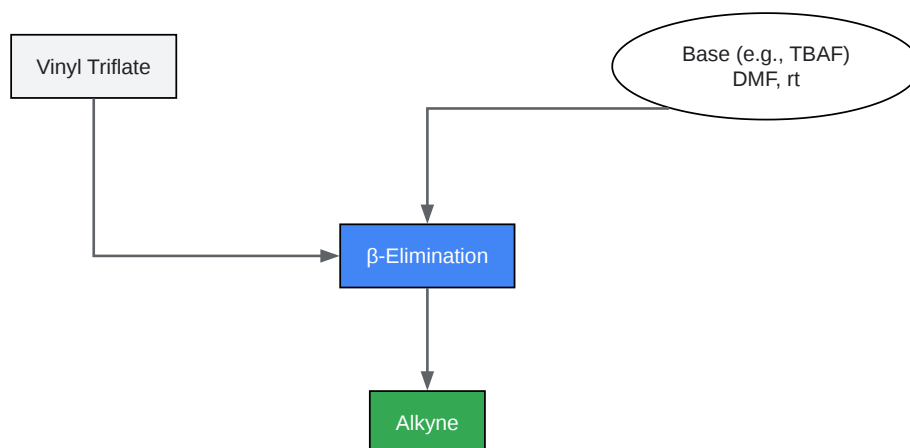 Vinyl Triflate
Base (e.g., TBAF)
DMF, rt
β-Elimination
Alkyne